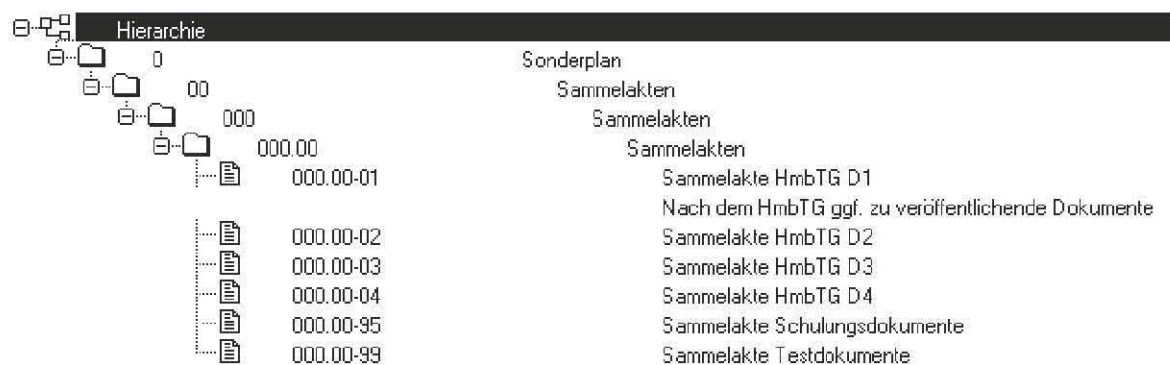 Hierarchie
0 Sonderplan
00 Sammelakten
000 Sammelakten
000.00 Sammelakten
000.00-01 Sammelakte HmbTG D1
Nach dem HmbTG ggf. zu veröffentlichende Dokumente
000.00-02 Sammelakte HmbTG D2
000.00-03 Sammelakte HmbTG D3
000.00-04 Sammelakte HmbTG D4
000.00-95 Sammelakte Schulungsdokumente
000.00-99 Sammelakte Testdokumente